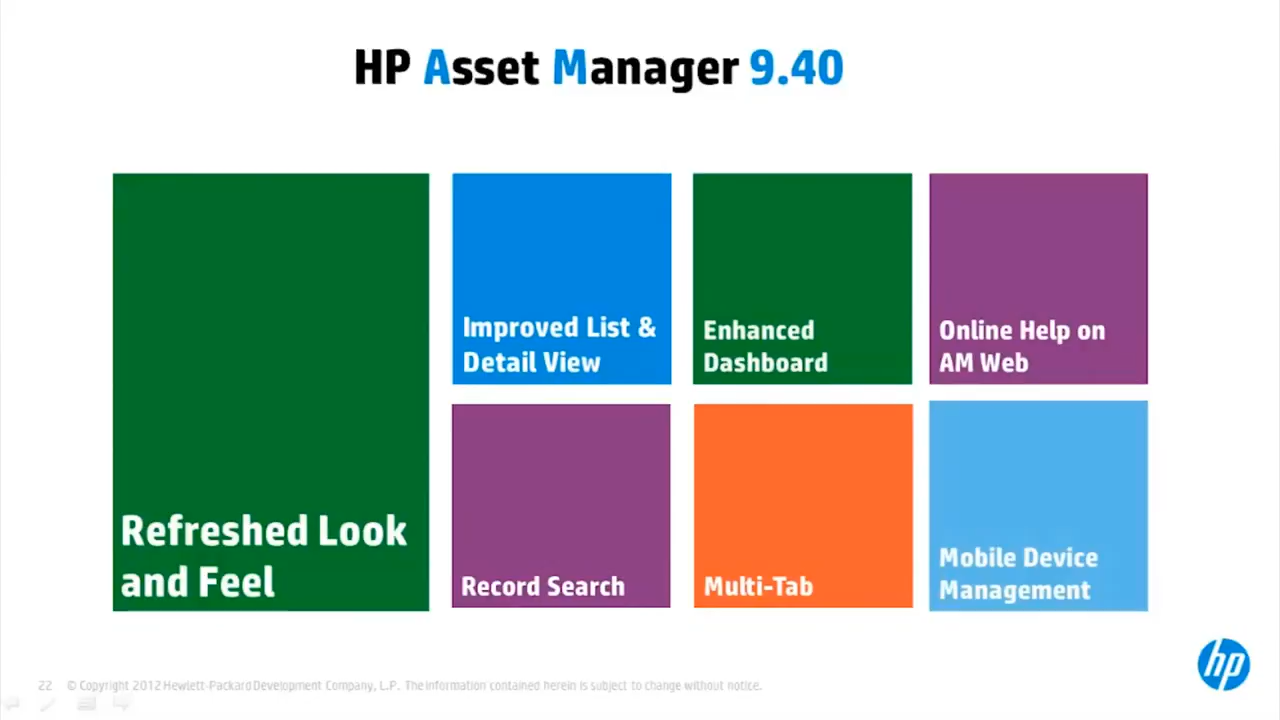 HP Asset Manager 9.40
Refreshed Look
and Feel
Improved List &
Detail View
Enhanced
Dashboard
Online Help on
AM Web
Record Search
Multi-Tab
Mobile Device
Management
hp
22 © Copyright 2012 Hewlett-Packard Development Company, L.P. The information contained herein is subject to change without notice.